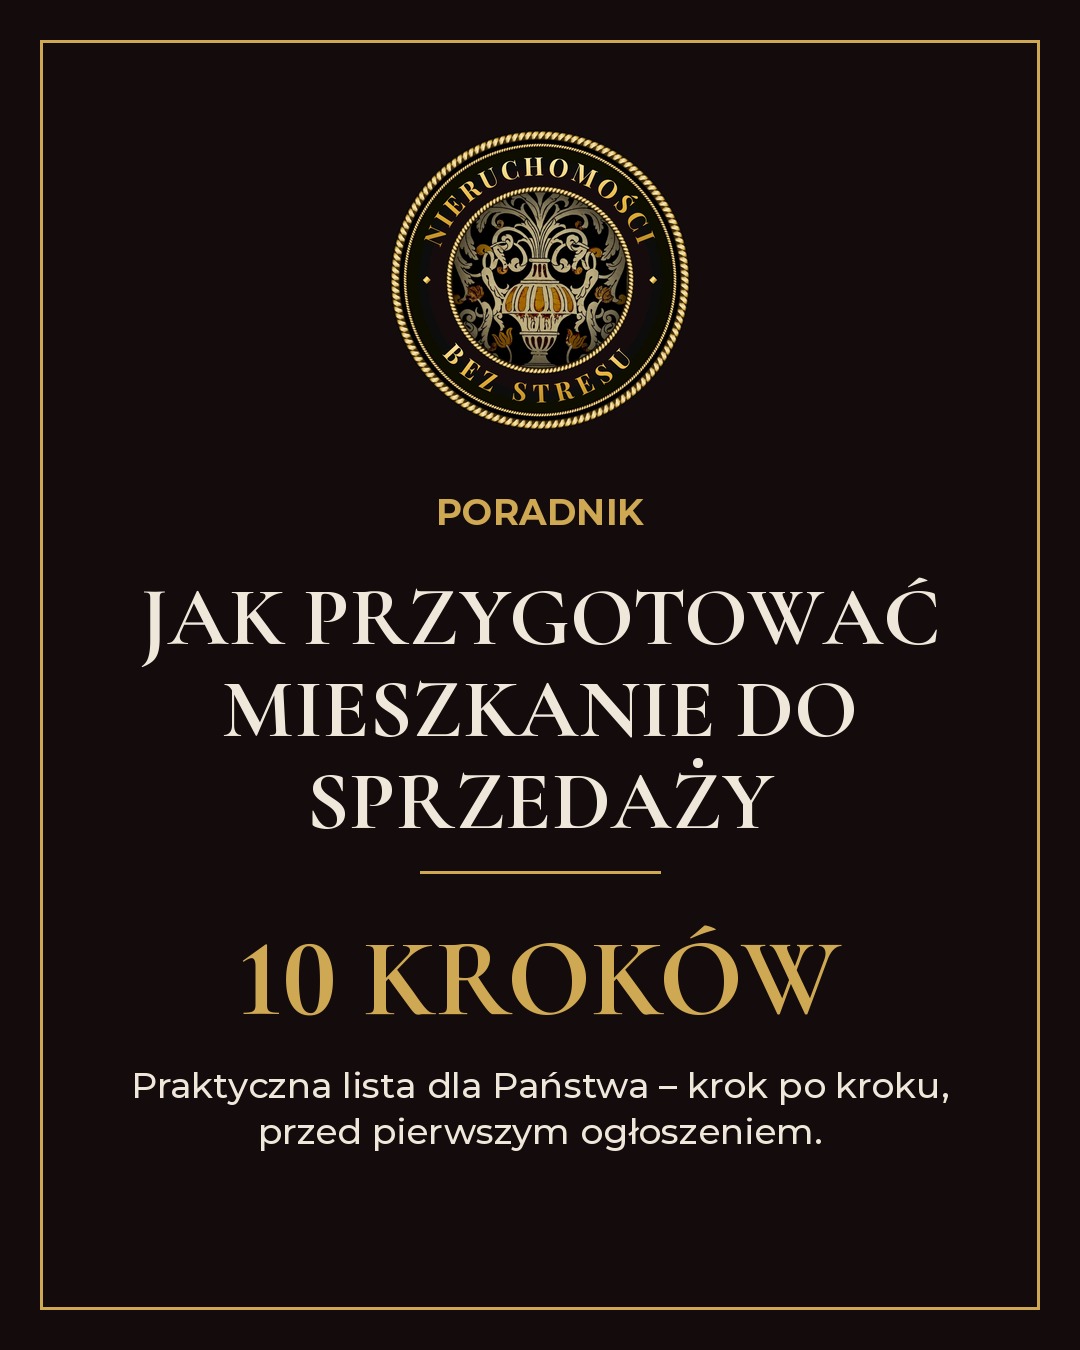 NIERUCHOMOŚCI
BEZ STRESU
PORADNIK
JAK PRZYGOTOWAĆ
MIESZKANIE DO
SPRZEDAŻY
10 KROKÓW
Praktyczna lista dla Państwa – krok po kroku,
przed pierwszym ogłoszeniem.